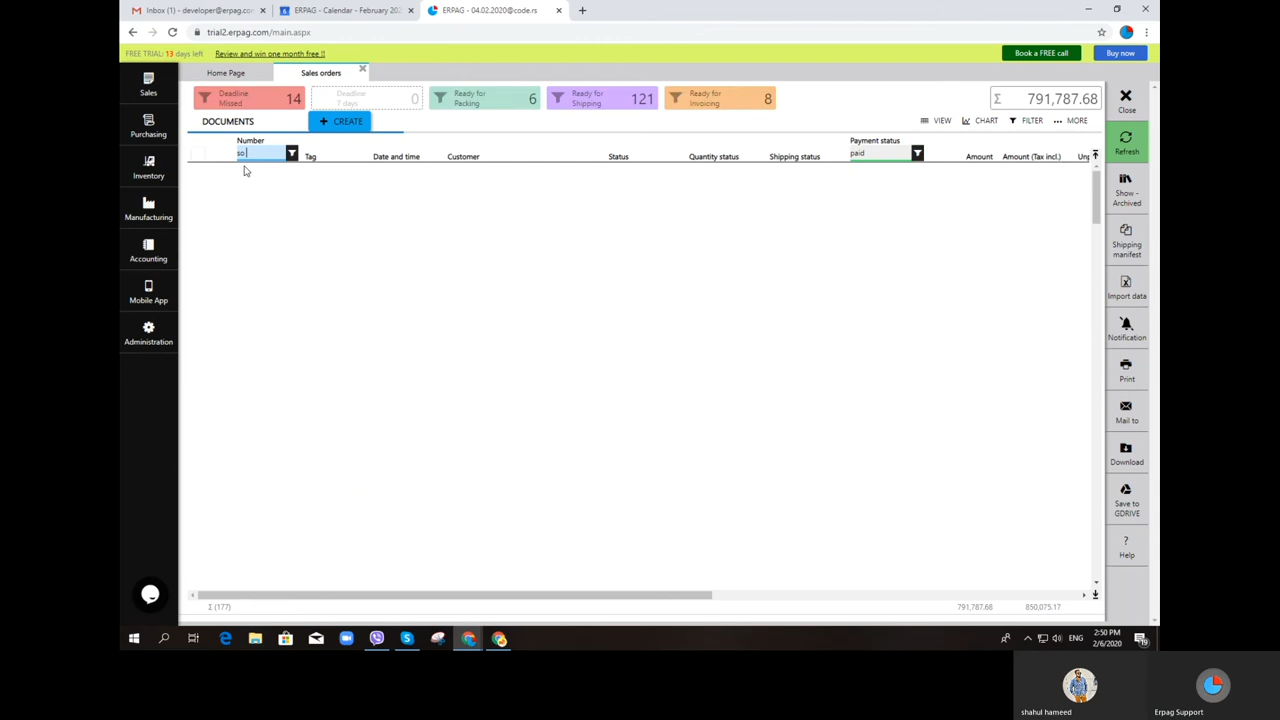 Inbox (1) - developer@erpag.com
ERPAG - Calendar - February 202
ERPAG - 04.02.2020@code.rs
trial2.erpag.com/main.aspx
FREE TRIAL: 13 days left
Review and win one month free !!
Book a FREE call
Buy now
Home Page
Sales orders
Deadline Missed 14
Deadline 7 days 0
Ready for Packing 6
Ready for Shipping 121
Ready for Invoicing 8
Σ 791,787.68
DOCUMENTS
+ CREATE
VIEW
CHART
FILTER
MORE
Number
Payment status
so
paid
Tag
Date and time
Customer
Status
Quantity status
Shipping status
Amount
Amount (Tax incl.)
Σ (177)
791,787.68
850,075.17
Sales
Purchasing
Inventory
Manufacturing
Accounting
Mobile App
Administration
Close
Refresh
Show - Archived
Shipping manifest
Import data
Notification
Print
Mail to
Download
Save to GDRIVE
? Help
ENG
2:50 PM
2/6/2020
19
shahul hameed
Erpag Support